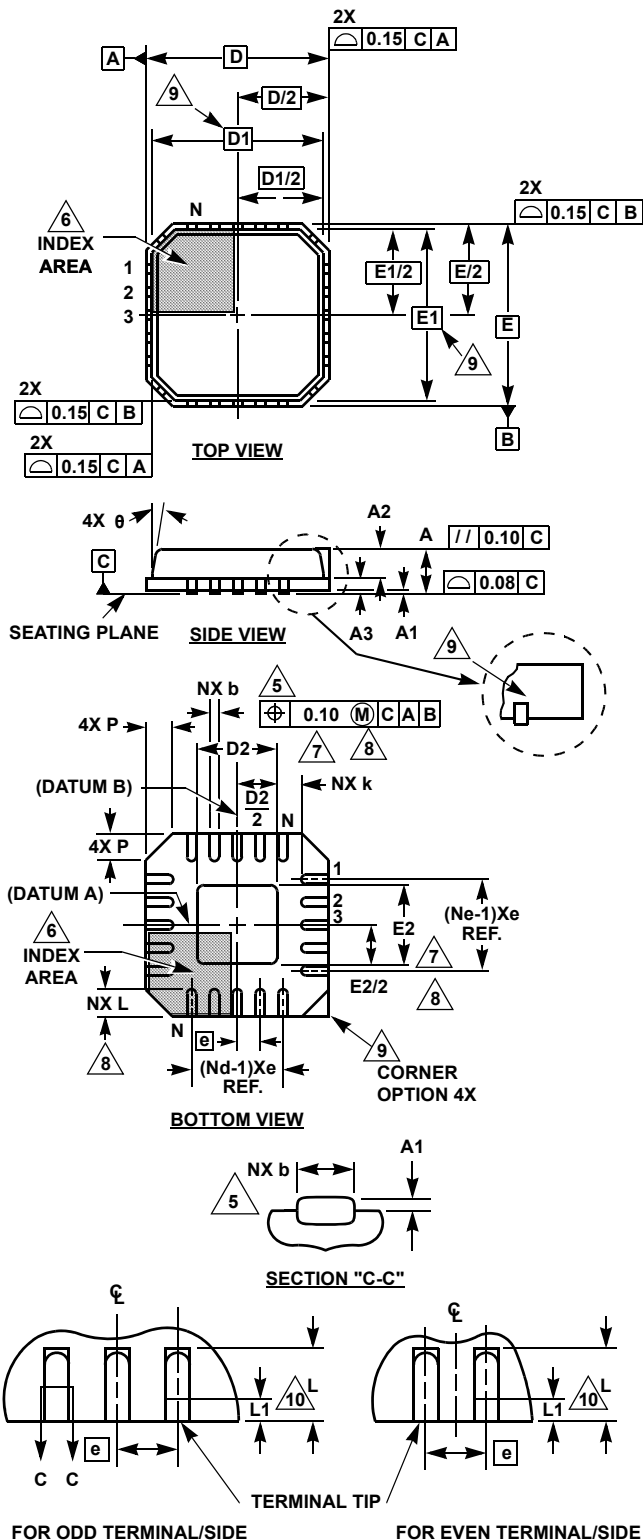 2X
0.15 C A
A
D
D/2
9
D1
D1/2
2X
0.15 C B
6
INDEX
AREA
N
1
2
3
E1/2
E/2
E1
E
9
2X
0.15 C B
2X
0.15 C A
B
TOP VIEW
4X θ
A2
A
// 0.10 C
C
0.08 C
SEATING PLANE
SIDE VIEW
A3
A1
9
NX b
5
0.10 M C A B
4X P
D2
7
8
(DATUM B)
D2
2
N
NX k
4X P
1
2
3
(DATUM A)
(Ne-1)Xe
REF.
6
INDEX
AREA
E2
7
E2/2
8
NX L
8
N
e
(Nd-1)Xe
REF.
9
CORNER
OPTION 4X
BOTTOM VIEW
NX b
A1
5
SECTION "C-C"
C L
C L
L1
10
L
L1
10
L
C
C
e
e
TERMINAL TIP
FOR ODD TERMINAL/SIDE
FOR EVEN TERMINAL/SIDE